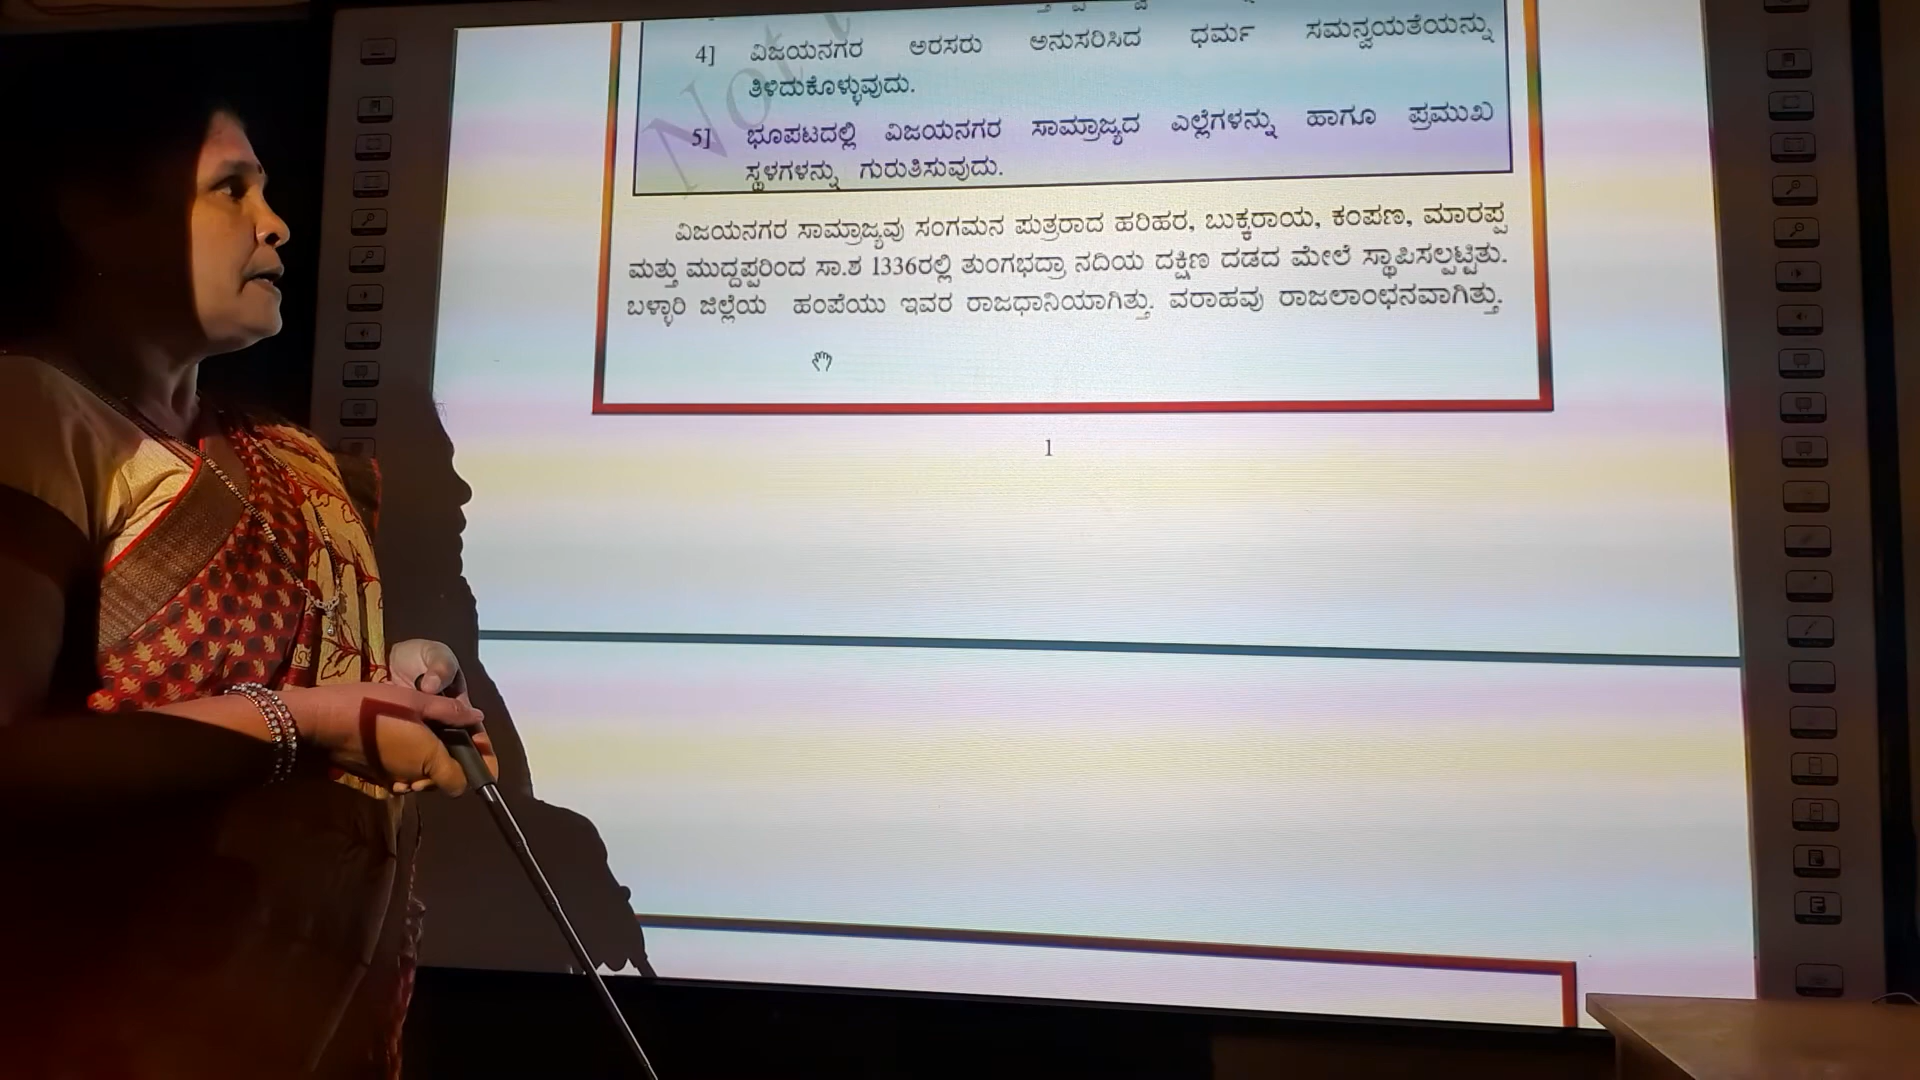 4] ವಿಜಯನಗರ ಅರಸರು ಅನುಸರಿಸಿದ ಧರ್ಮ ಸಮನ್ವಯತೆಯನ್ನು
ತಿಳಿದುಕೊಳ್ಳುವುದು.
5] ಭೂಪಟದಲ್ಲಿ ವಿಜಯನಗರ ಸಾಮ್ರಾಜ್ಯದ ಎಲ್ಲೆಗಳನ್ನು ಹಾಗೂ ಪ್ರಮುಖ
ಸ್ಥಳಗಳನ್ನು ಗುರುತಿಸುವುದು.
Not
ವಿಜಯನಗರ ಸಾಮ್ರಾಜ್ಯವು ಸಂಗಮನ ಪುತ್ರರಾದ ಹರಿಹರ, ಬುಕ್ಕರಾಯ, ಕಂಪಣ, ಮಾರಪ್ಪ
ಮತ್ತು ಮುದ್ದಪ್ಪರಿಂದ ಸಾ.ಶ 1336ರಲ್ಲಿ ತುಂಗಭದ್ರಾ ನದಿಯ ದಕ್ಷಿಣ ದಡದ ಮೇಲೆ ಸ್ಥಾಪಿಸಲ್ಪಟ್ಟಿತು.
ಬಳ್ಳಾರಿ ಜಿಲ್ಲೆಯ ಹಂಪೆಯು ಇವರ ರಾಜಧಾನಿಯಾಗಿತ್ತು. ವರಾಹವು ರಾಜಲಾಂಛನವಾಗಿತ್ತು.
1